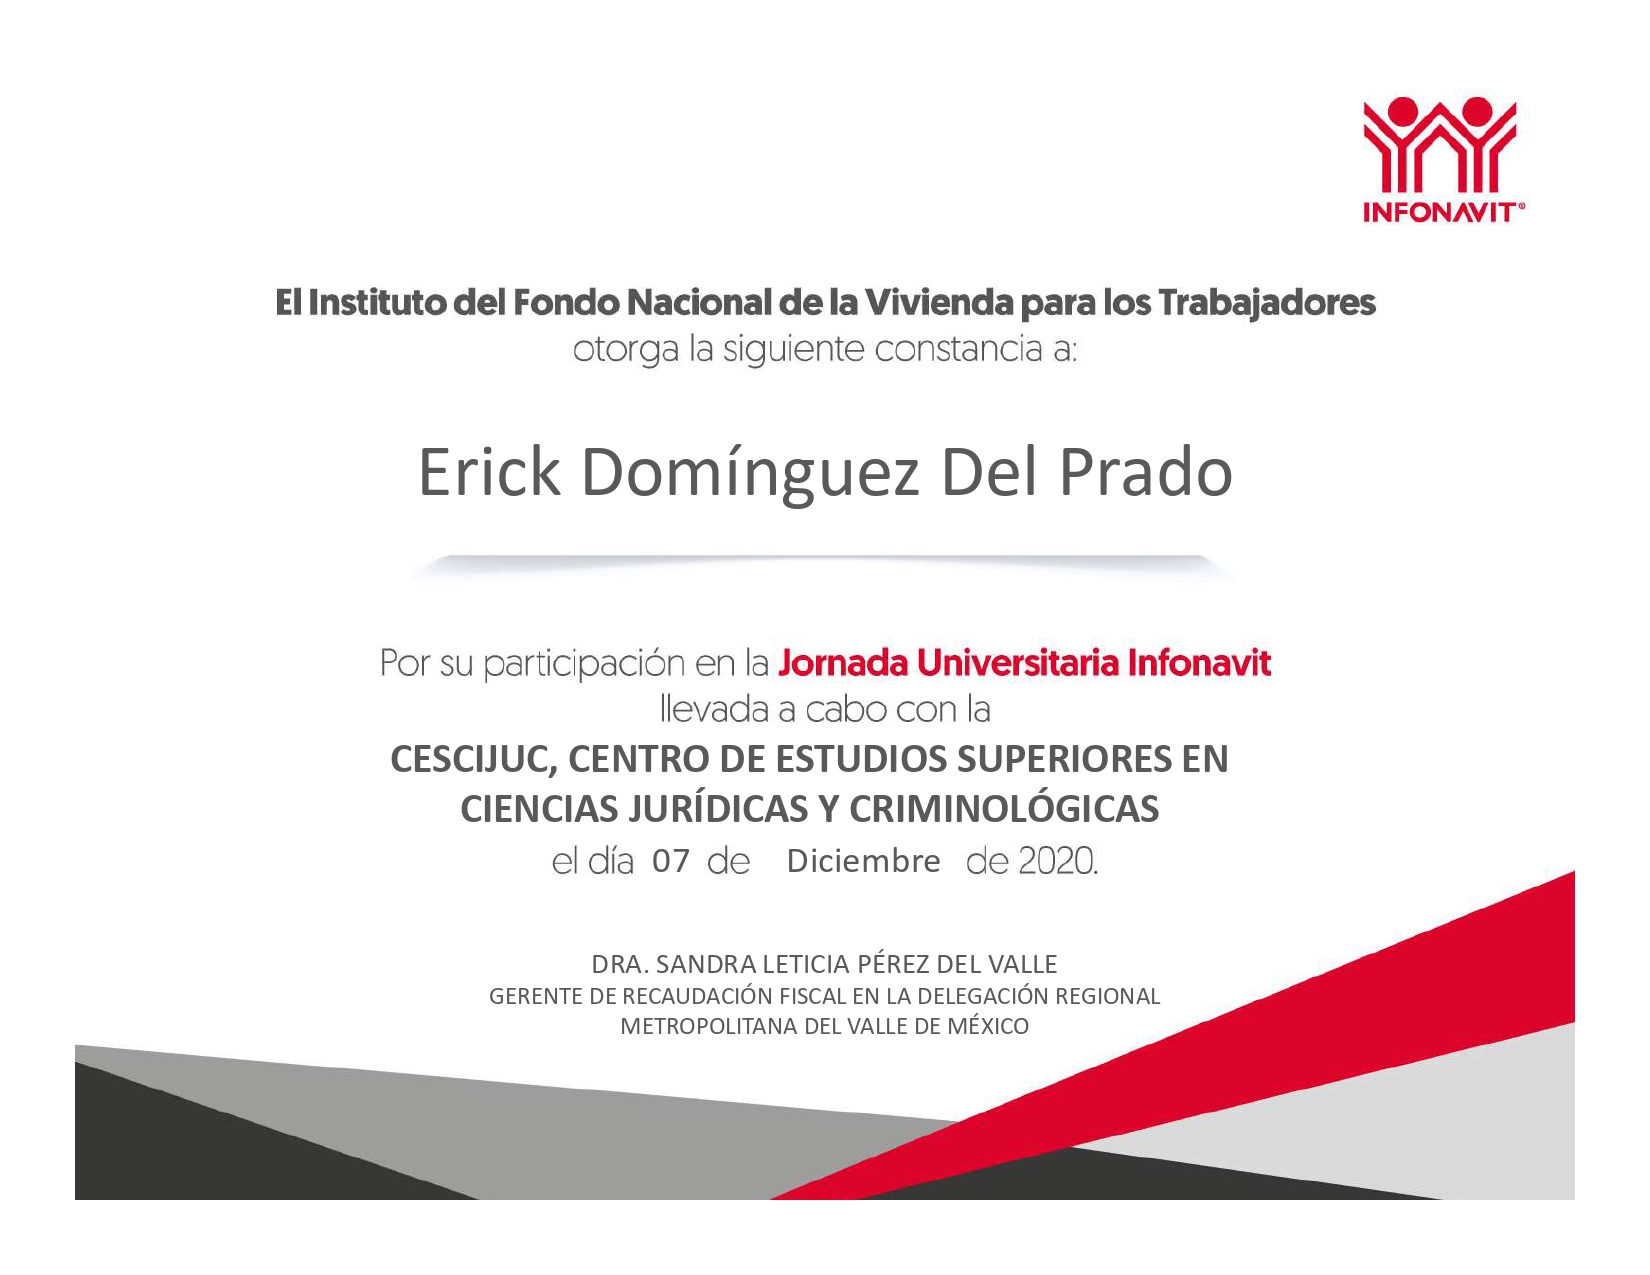 INFONAVIT®
El Instituto del Fondo Nacional de la Vivienda para los Trabajadores
otorga la siguiente constancia a:
Erick Domínguez Del Prado
Por su participación en la Jornada Universitaria Infonavit
llevada a cabo con la
CESCIJUC, CENTRO DE ESTUDIOS SUPERIORES EN
CIENCIAS JURÍDICAS Y CRIMINOLÓGICAS
el día 07 de Diciembre de 2020.
DRA. SANDRA LETICIA PÉREZ DEL VALLE
GERENTE DE RECAUDACIÓN FISCAL EN LA DELEGACIÓN REGIONAL
METROPOLITANA DEL VALLE DE MÉXICO